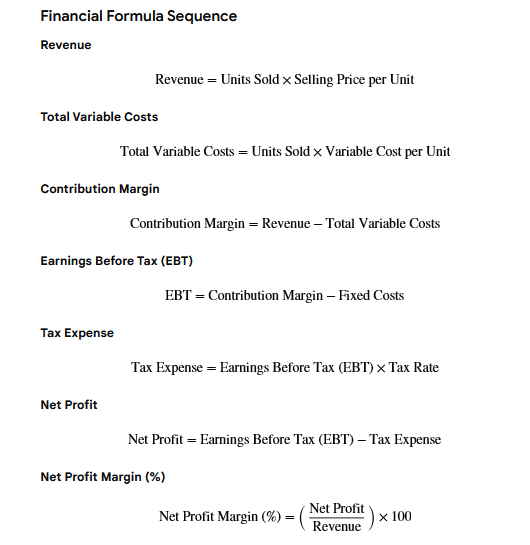 Financial Formula Sequence
Revenue
Revenue = Units Sold × Selling Price per Unit
Total Variable Costs
Total Variable Costs = Units Sold × Variable Cost per Unit
Contribution Margin
Contribution Margin = Revenue − Total Variable Costs
Earnings Before Tax (EBT)
EBT = Contribution Margin − Fixed Costs
Tax Expense
Tax Expense = Earnings Before Tax (EBT) × Tax Rate
Net Profit
Net Profit = Earnings Before Tax (EBT) − Tax Expense
Net Profit Margin (%)
Net Profit Margin (%) = ( Net Profit / Revenue ) × 100